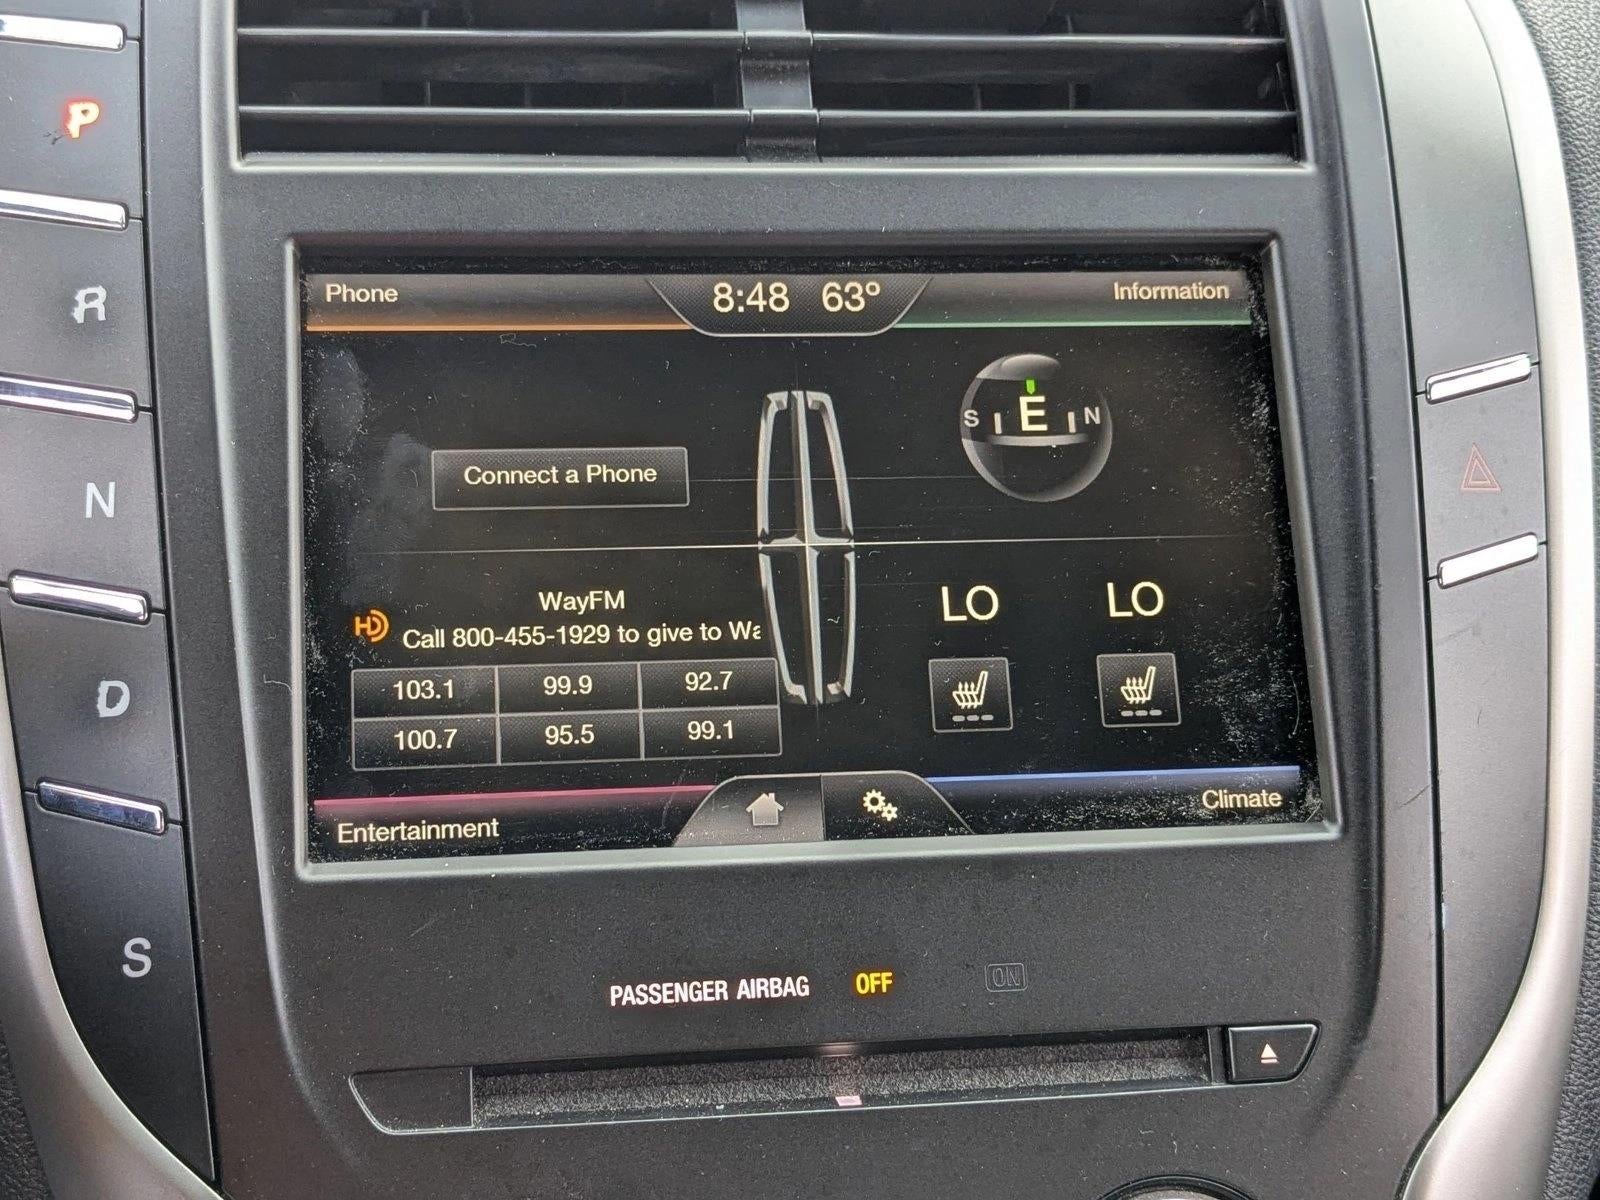 P
R
N
D
S
Phone
8:48 63°
Information
S E N
Connect a Phone
WayFM
HD
Call 800-455-1929 to give to Wa
103.1 99.9 92.7
100.7 95.5 99.1
LO LO
Entertainment
Climate
PASSENGER AIRBAG OFF ON